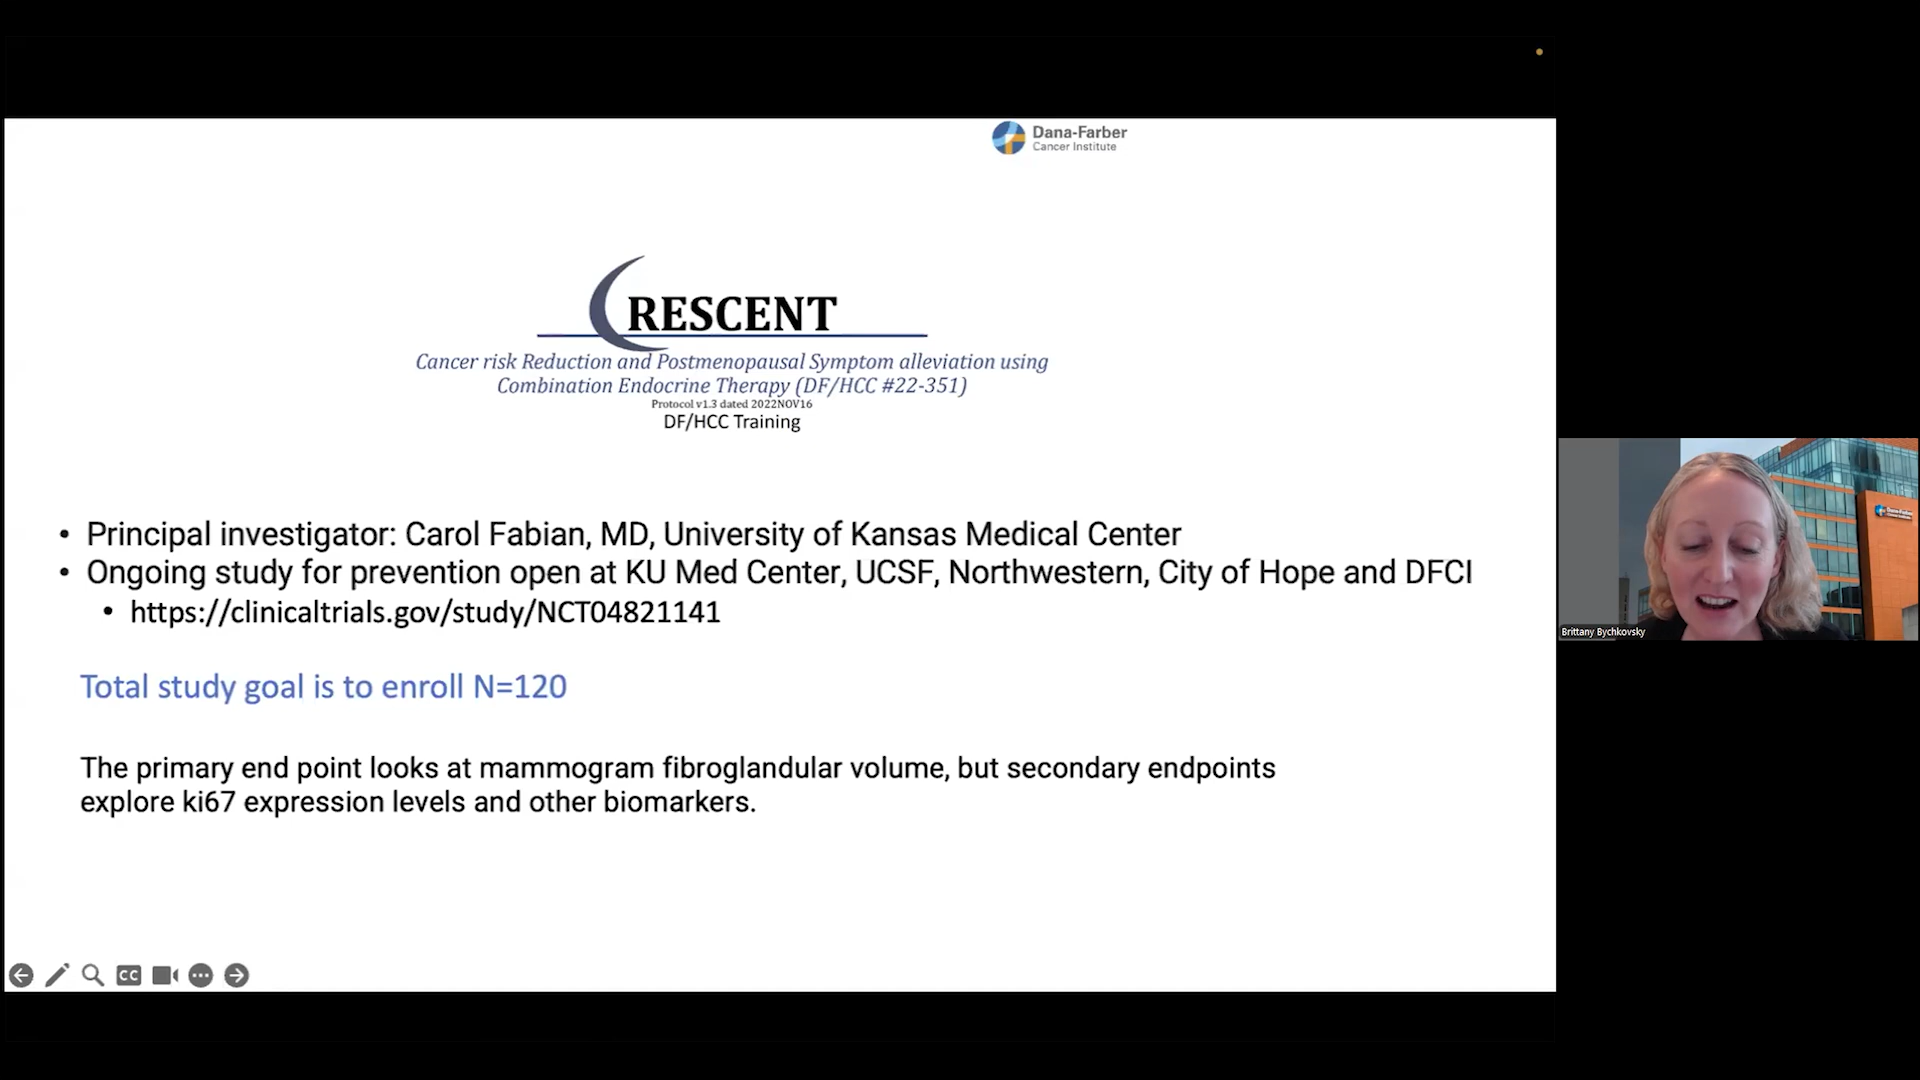 Dana-Farber
Cancer Institute
CRESCENT
Cancer risk Reduction and Postmenopausal Symptom alleviation using
Combination Endocrine Therapy (DF/HCC #22-351)
Protocol v1.3 dated 2022NOV16
DF/HCC Training
• Principal investigator: Carol Fabian, MD, University of Kansas Medical Center
• Ongoing study for prevention open at KU Med Center, UCSF, Northwestern, City of Hope and DFCI
• https://clinicaltrials.gov/study/NCT04821141
Total study goal is to enroll N=120
The primary end point looks at mammogram fibroglandular volume, but secondary endpoints
explore ki67 expression levels and other biomarkers.
CC
Dana-Farber
Brittany Bychkovsky